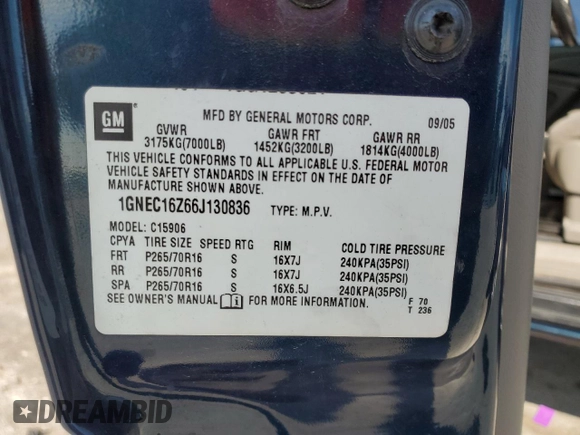 GM
MFD BY GENERAL MOTORS CORP. 09/05
GVWR GAWR FRT GAWR RR
3175KG(7000LB) 1452KG(3200LB) 1814KG(4000LB)
THIS VEHICLE CONFORMS TO ALL APPLICABLE U.S. FEDERAL MOTOR
VEHICLE SAFETY STANDARDS IN EFFECT ON THE DATE OF
MANUFACTURE SHOWN ABOVE.
1GNEC16Z66J130836 TYPE: M.P.V.
MODEL: C15906
CPYA TIRE SIZE SPEED RTG RIM COLD TIRE PRESSURE
FRT P265/70R16 S 16X7J 240KPA(35PSI)
RR P265/70R16 S 16X7J 240KPA(35PSI)
SPA P265/70R16 S 16X6.5J 240KPA(35PSI)
SEE OWNER'S MANUAL FOR MORE INFORMATION. F 70
T 236
DREAMBID